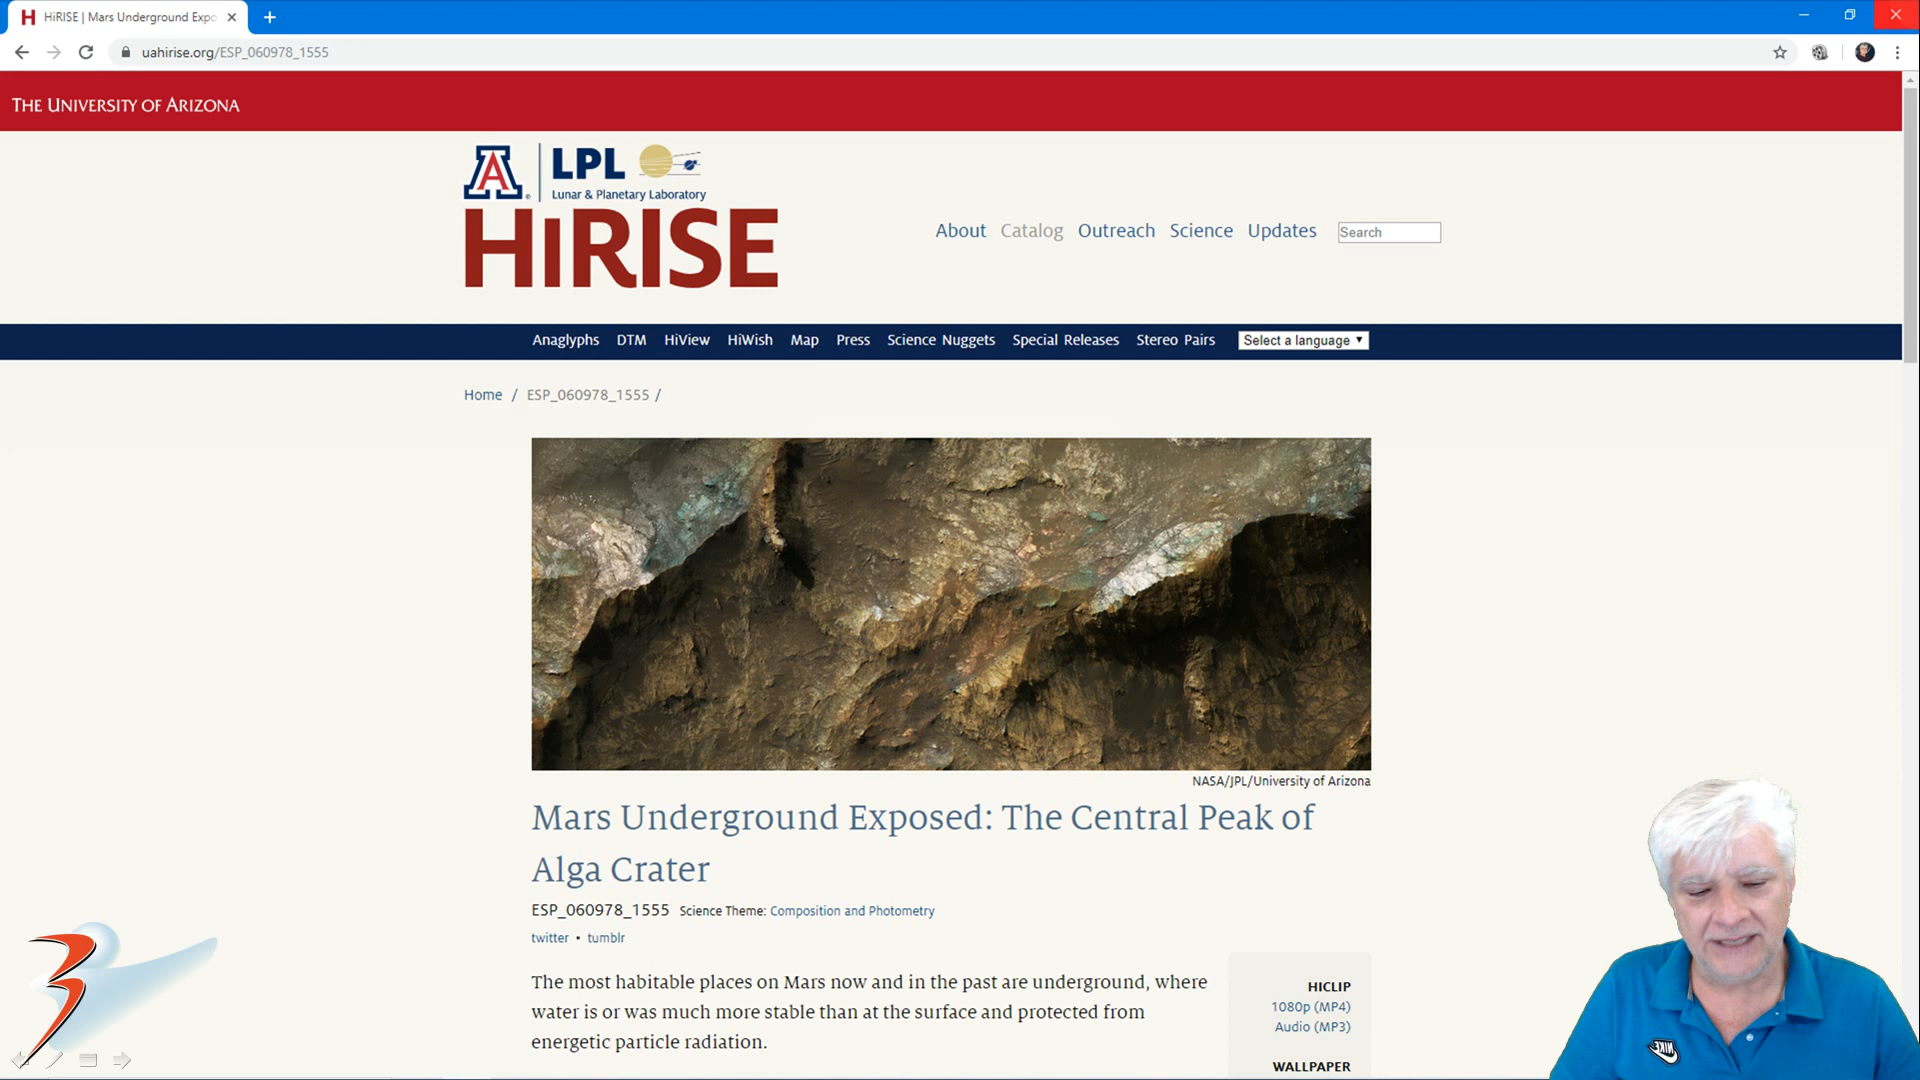 HiRISE | Mars Underground Expo
uahirise.org/ESP_060978_1555
THE UNIVERSITY OF ARIZONA
A LPL
Lunar & Planetary Laboratory
HiRISE
About Catalog Outreach Science Updates Search
Anaglyphs DTM HiView HiWish Map Press Science Nuggets Special Releases Stereo Pairs Select a language
Home / ESP_060978_1555 /
NASA/JPL/University of Arizona
Mars Underground Exposed: The Central Peak of
Alga Crater
ESP_060978_1555 Science Theme: Composition and Photometry
twitter • tumblr
The most habitable places on Mars now and in the past are underground, where
water is or was much more stable than at the surface and protected from
energetic particle radiation.
HICLIP
1080p (MP4)
Audio (MP3)
WALLPAPER
NIKE